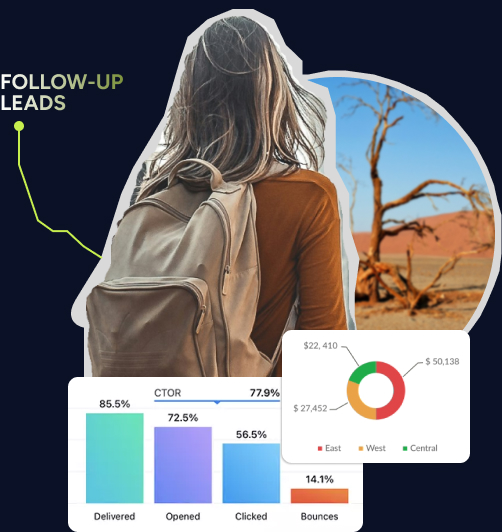 FOLLOW-UP
LEADS
$22, 410
$ 50,138
$ 27,452
East West Central
CTOR 77.9%
85.5%
72.5%
56.5%
14.1%
Delivered Opened Clicked Bounces